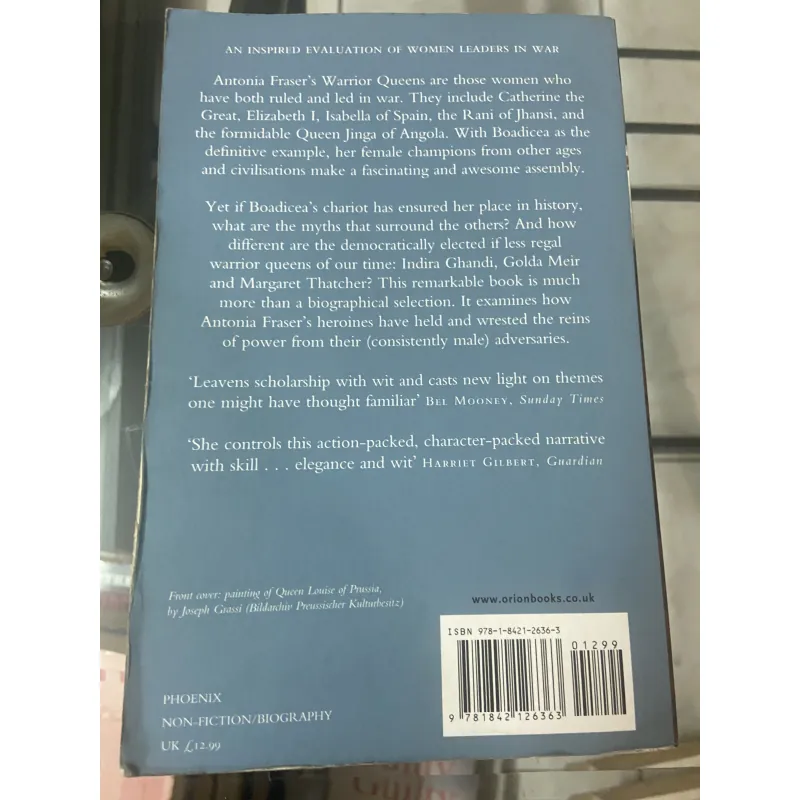 AN INSPIRED EVALUATION OF WOMEN LEADERS IN WAR
Antonia Fraser's Warrior Queens are those women who
have both ruled and led in war. They include Catherine the
Great, Elizabeth I, Isabella of Spain, the Rani of Jhansi, and
the formidable Queen Jinga of Angola. With Boadicea as the
definitive example, her female champions from other ages
and civilisations make a fascinating and awesome assembly.
Yet if Boadicea's chariot has ensured her place in history,
what are the myths that surround the others? And how
different are the democratically elected if less regal
warrior queens of our time: Indira Ghandi, Golda Meir
and Margaret Thatcher? This remarkable book is much
more than a biographical selection. It examines how
Antonia Fraser's heroines have held and wrested the reins
of power from their (consistently male) adversaries.
'Leavens scholarship with wit and casts new light on themes
one might have thought familiar' BEL MOONEY, Sunday Times
'She controls this action-packed, character-packed narrative
with skill . . . elegance and wit' HARRIET GILBERT, Guardian
Front cover: painting of Queen Louise of Prussia,
by Joseph Grassi (Bildarchiv Preussischer Kulturbesitz)
www.orionbooks.co.uk
ISBN 978-1-8421-2636-3
01299
9 781842 126363
PHOENIX
NON-FICTION/BIOGRAPHY
UK £12.99